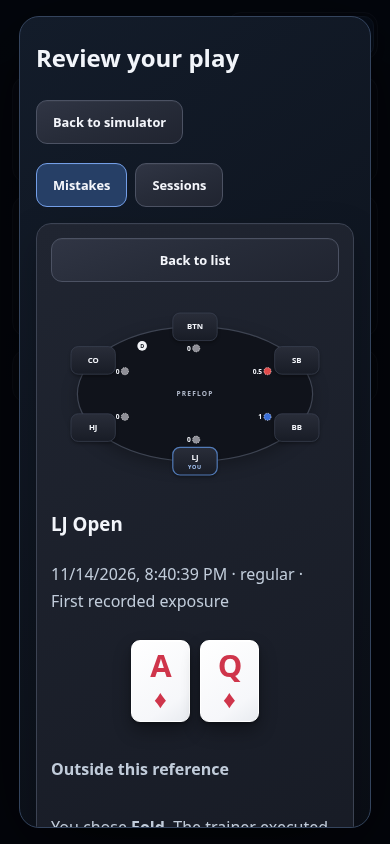 Review your play
Back to simulator
Mistakes
Sessions
Back to list
BTN
0
D
CO
0
SB
0.5
PREFLOP
HJ
0
BB
1
0
LJ
YOU
LJ Open
11/14/2026, 8:40:39 PM · regular ·
First recorded exposure
A
Q
Outside this reference
You chose Fold. The trainer executed